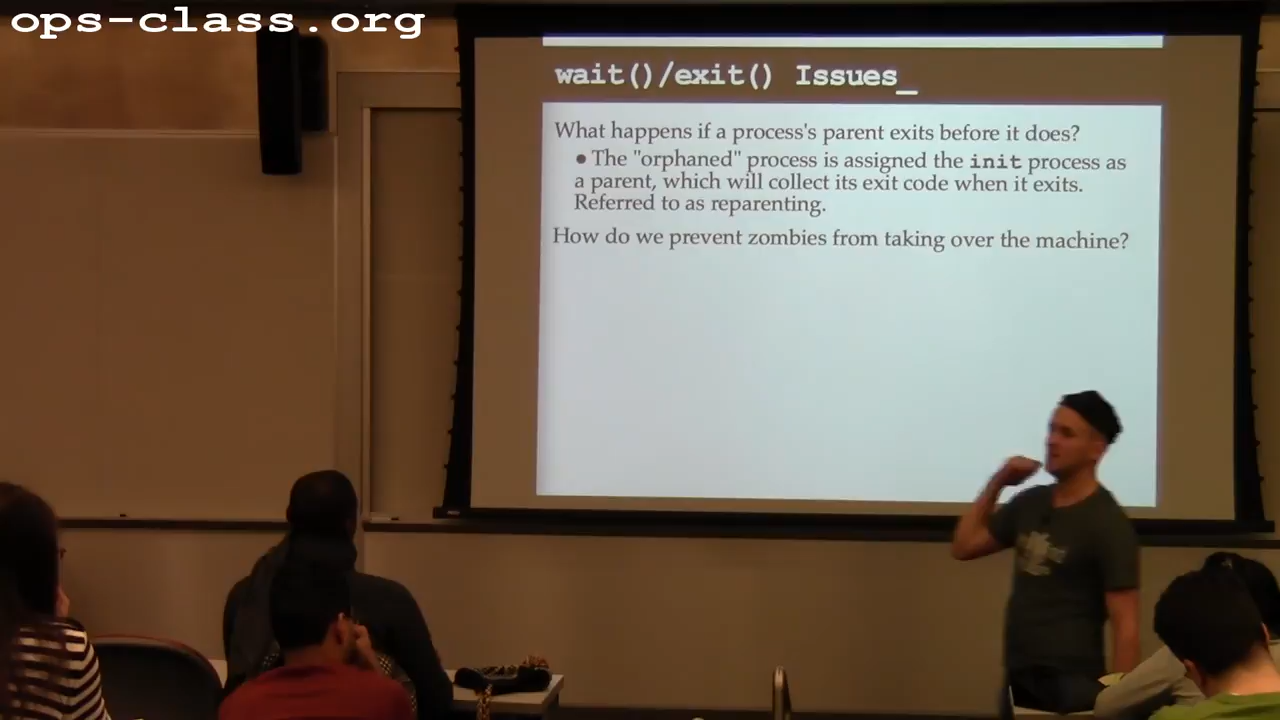 ops-class.org
wait()/exit() Issues_
What happens if a process's parent exits before it does?
● The "orphaned" process is assigned the init process as
a parent, which will collect its exit code when it exits.
Referred to as reparenting.
How do we prevent zombies from taking over the machine?